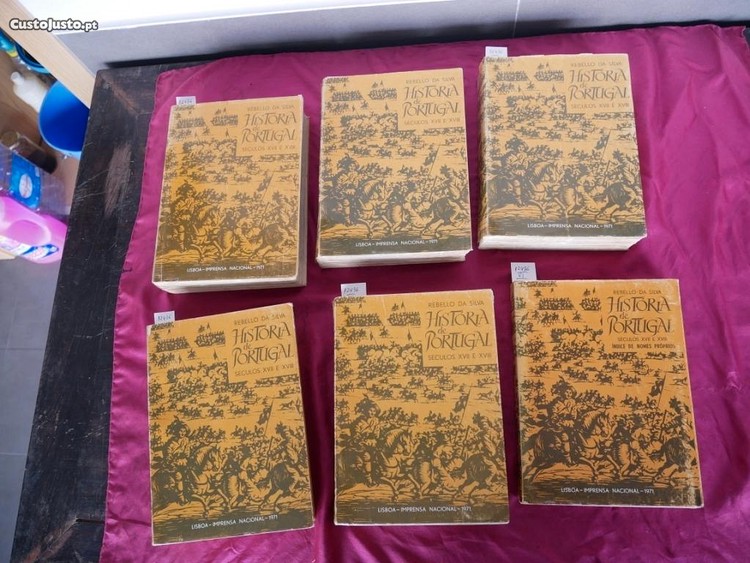 CustoJusto.pt
REBELLO DA SILVA
HISTÓRIA
de
PORTUGAL
SÉCULOS XVII E XVIII
LISBOA – IMPRENSA NACIONAL – 1971
REBELLO DA SILVA
HISTÓRIA
de
PORTUGAL
SÉCULOS XVII E XVIII
LISBOA – IMPRENSA NACIONAL – 1971
REBELLO DA SILVA
HISTÓRIA
de
PORTUGAL
SÉCULOS XVII E XVIII
LISBOA – IMPRENSA NACIONAL – 1971
REBELLO DA SILVA
HISTÓRIA
de
PORTUGAL
SÉCULOS XVII E XVIII
LISBOA – IMPRENSA NACIONAL – 1971
REBELLO DA SILVA
HISTÓRIA
de
PORTUGAL
SÉCULOS XVII E XVIII
LISBOA – IMPRENSA NACIONAL – 1971
REBELLO DA SILVA
HISTÓRIA
de
PORTUGAL
SÉCULOS XVII E XVIII
ÍNDICE DE NOMES PRÓPRIOS
LISBOA – IMPRENSA NACIONAL – 1971